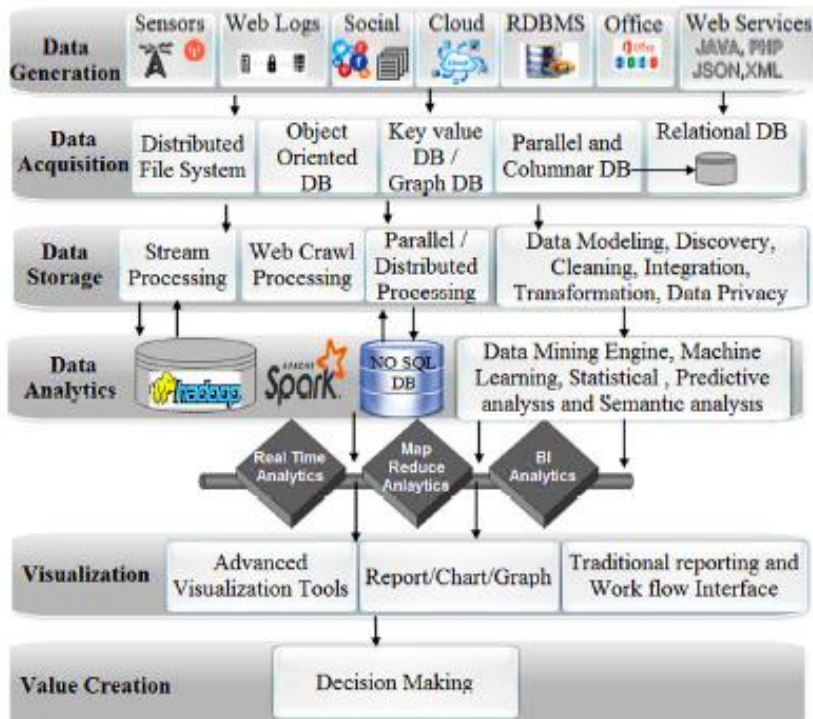 Data
Generation
Sensors
Web Logs
Social
Cloud
RDBMS
Office
Web Services
JAVA, PHP
JSON,XML
Data
Acquisition
Distributed
File System
Object
Oriented
DB
Key value
DB /
Graph DB
Parallel and
Columnar DB
Relational DB
Data
Storage
Stream
Processing
Web Crawl
Processing
Parallel /
Distributed
Processing
Data Modeling, Discovery,
Cleaning, Integration,
Transformation, Data Privacy
Data
Analytics
hadoop
APACHE
Spark
NO SQL
DB
Data Mining Engine, Machine
Learning, Statistical , Predictive
analysis and Semantic analysis
Real Time
Analytics
Map
Reduce
Anlaytics
BI
Analytics
Visualization
Advanced
Visualization Tools
Report/Chart/Graph
Traditional reporting and
Work flow Interface
Value Creation
Decision Making